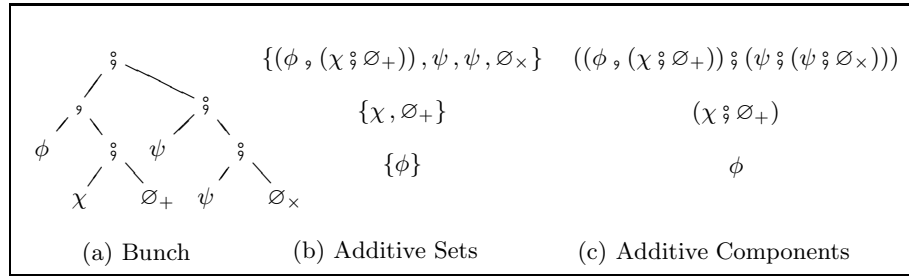 ⨟ {(ϕ , (χ ⨟ ∅₊)) , ψ , ψ , ∅ₓ} ((ϕ , (χ ⨟ ∅₊)) ⨟ (ψ ⨟ (ψ ⨟ ∅ₓ)))
, ⨟ {χ , ∅₊} (χ ⨟ ∅₊)
ϕ ⨟ ψ ⨟ {ϕ} ϕ
χ ∅₊ ψ ∅ₓ
(a) Bunch (b) Additive Sets (c) Additive Components